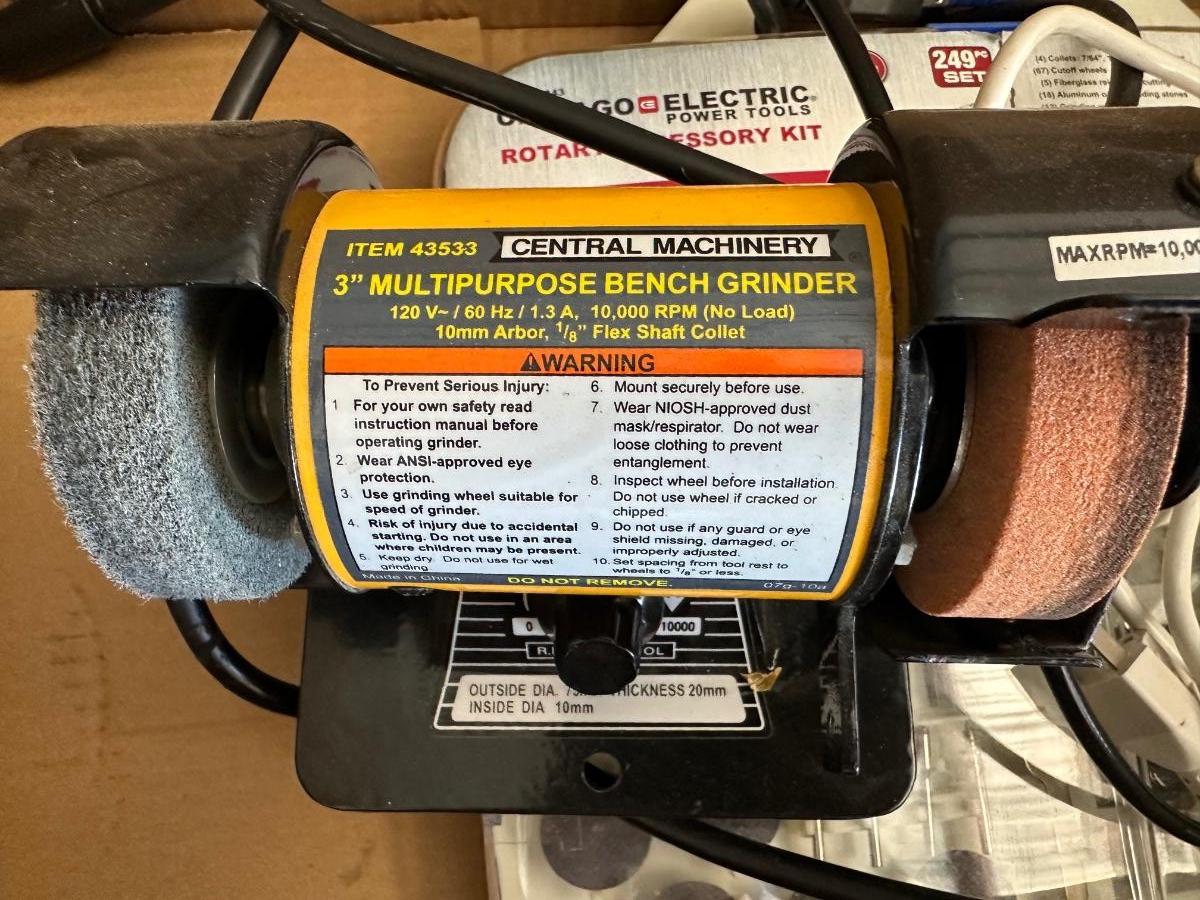 249PC
SET
(4) Collets: 7/64",
(67) Cutoff wheels
(5) Fiberglass
(18) Aluminum
ELECTRIC
POWER TOOLS
KIT
MAXRPM=10,00
ITEM 43533 CENTRAL MACHINERY
3" MULTIPURPOSE BENCH GRINDER
120 V~ / 60 Hz / 1.3 A, 10,000 RPM (No Load)
10mm Arbor, 1/8" Flex Shaft Collet
⚠WARNING
To Prevent Serious Injury:
1 For your own safety read
instruction manual before
operating grinder.
2. Wear ANSI-approved eye
protection.
3. Use grinding wheel suitable for
speed of grinder.
4. Risk of injury due to accidental
starting. Do not use in an area
where children may be present.
5. Keep dry. Do not use for wet
grinding.
6. Mount securely before use.
7. Wear NIOSH-approved dust
mask/respirator. Do not wear
loose clothing to prevent
entanglement.
8. Inspect wheel before installation.
Do not use wheel if cracked or
chipped.
9. Do not use if any guard or eye
shield missing, damaged, or
improperly adjusted.
10. Set spacing from tool rest to
wheels to 1/8" or less.
Made in China DO NOT REMOVE. 07g-10a
0 10000
OUTSIDE DIA. THICKNESS 20mm
INSIDE DIA 10mm